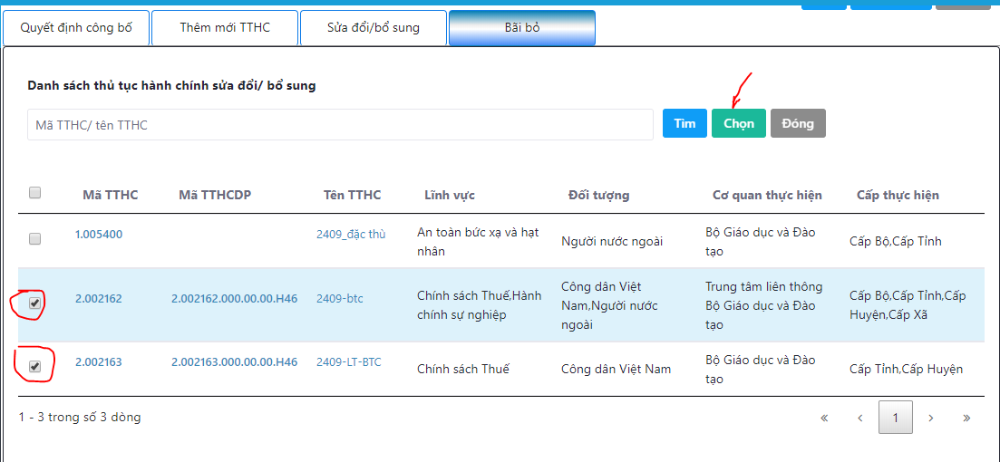 Quyết định công bố
Thêm mới TTHC
Sửa đổi/bổ sung
Bãi bỏ
Danh sách thủ tục hành chính sửa đổi/ bổ sung
Mã TTHC/ tên TTHC
Tìm
Chọn
Đóng
Mã TTHC
Mã TTHCDP
Tên TTHC
Lĩnh vực
Đối tượng
Cơ quan thực hiện
Cấp thực hiện
1.005400
2409_đặc thù
An toàn bức xạ và hạt
nhân
Người nước ngoài
Bộ Giáo dục và Đào
tạo
Cấp Bộ,Cấp Tỉnh
2.002162
2.002162.000.00.00.H46
2409-btc
Chính sách Thuế,Hành
chính sự nghiệp
Công dân Việt
Nam,Người nước
ngoài
Trung tâm liên thông
Bộ Giáo dục và Đào
tạo
Cấp Bộ,Cấp Tỉnh,Cấp
Huyện,Cấp Xã
2.002163
2.002163.000.00.00.H46
2409-LT-BTC
Chính sách Thuế
Công dân Việt Nam
Bộ Giáo dục và Đào
tạo
Cấp Tỉnh,Cấp Huyện
1 - 3 trong số 3 dòng
«
‹
1
›
»